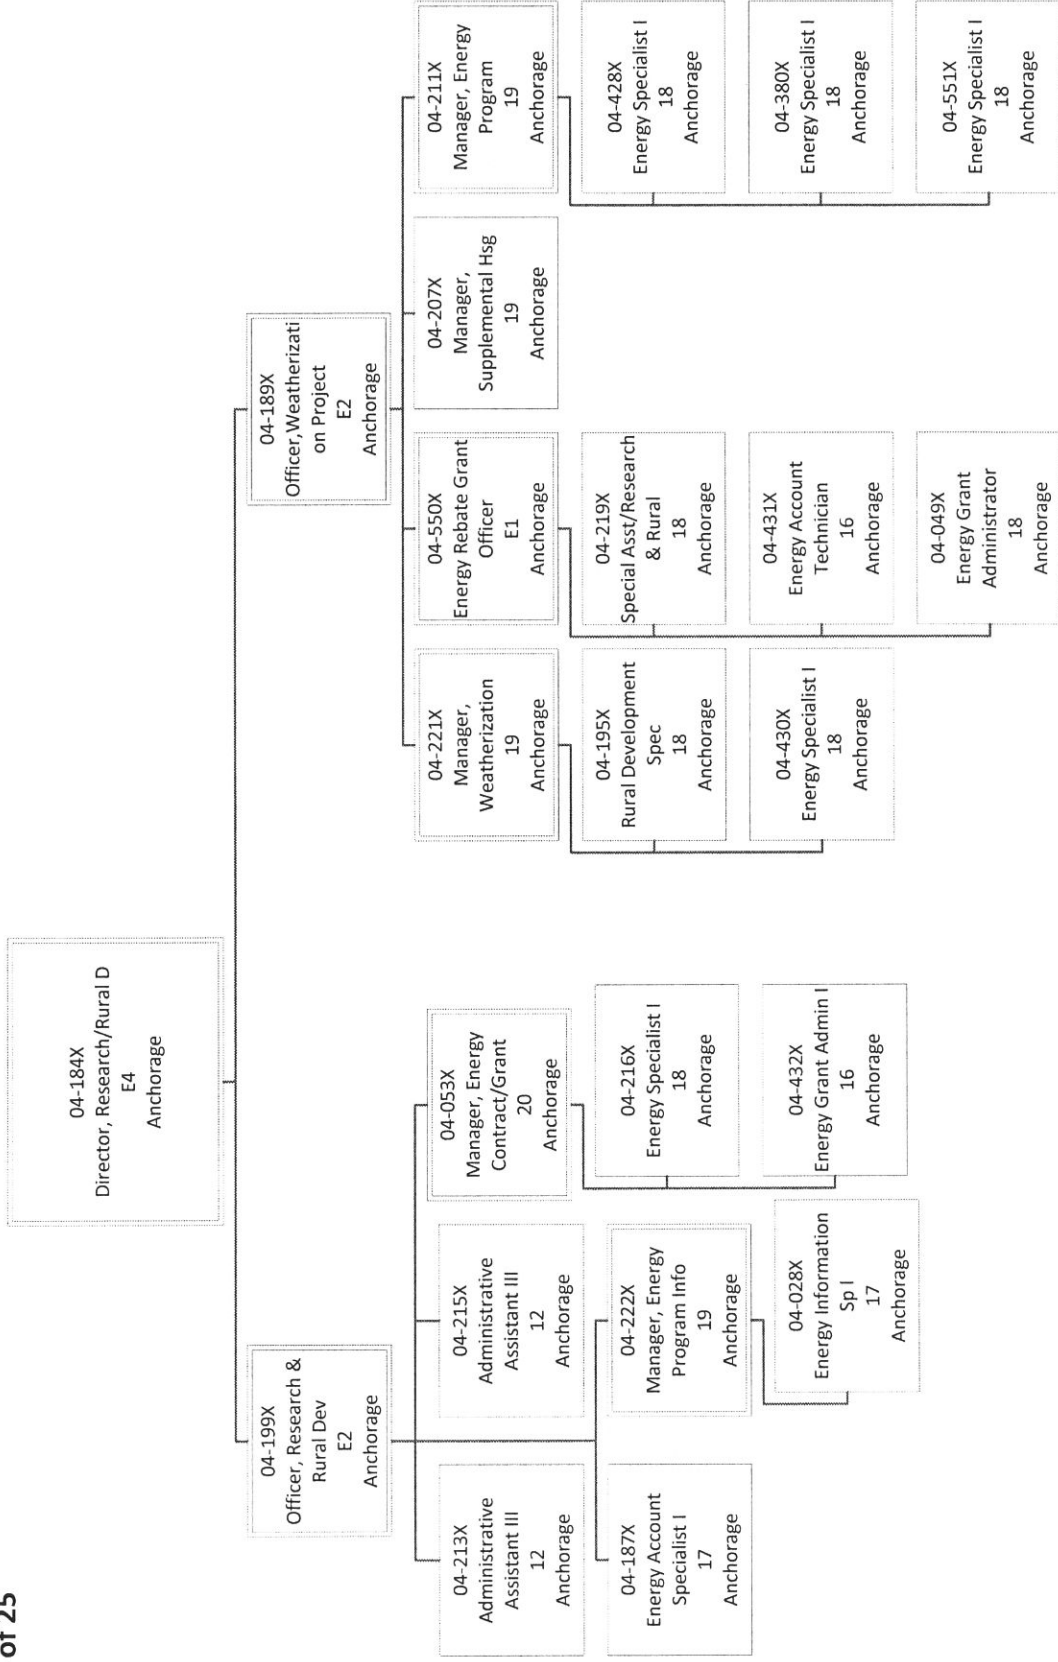 of 25
04-184X
Director, Research/Rural D
E4
Anchorage
04-199X
Officer, Research &
Rural Dev
E2
Anchorage
04-189X
Officer,Weatherizati
on Project
E2
Anchorage
04-213X
Administrative
Assistant III
12
Anchorage
04-215X
Administrative
Assistant III
12
Anchorage
04-053X
Manager, Energy
Contract/Grant
20
Anchorage
04-221X
Manager,
Weatherization
19
Anchorage
04-550X
Energy Rebate Grant
Officer
E1
Anchorage
04-207X
Manager,
Supplemental Hsg
19
Anchorage
04-211X
Manager, Energy
Program
19
Anchorage
04-187X
Energy Account
Specialist I
17
Anchorage
04-222X
Manager, Energy
Program Info
19
Anchorage
04-216X
Energy Specialist I
18
Anchorage
04-195X
Rural Development
Spec
18
Anchorage
04-219X
Special Asst/Research
& Rural
18
Anchorage
04-428X
Energy Specialist I
18
Anchorage
04-028X
Energy Information
Sp I
17
Anchorage
04-432X
Energy Grant Admin I
16
Anchorage
04-430X
Energy Specialist I
18
Anchorage
04-431X
Energy Account
Technician
16
Anchorage
04-380X
Energy Specialist I
18
Anchorage
04-049X
Energy Grant
Administrator
18
Anchorage
04-551X
Energy Specialist I
18
Anchorage